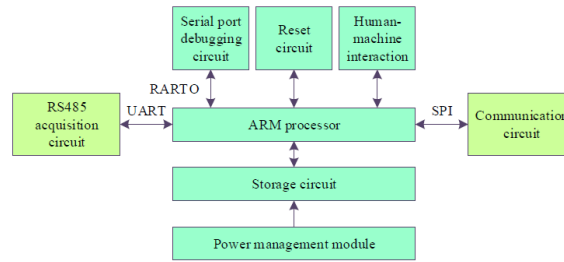 Serial port
debugging
circuit
Reset
circuit
Human-
machine
interaction
RARTO
RS485
acquisition
circuit
UART
ARM processor
SPI
Communication
circuit
Storage circuit
Power management module